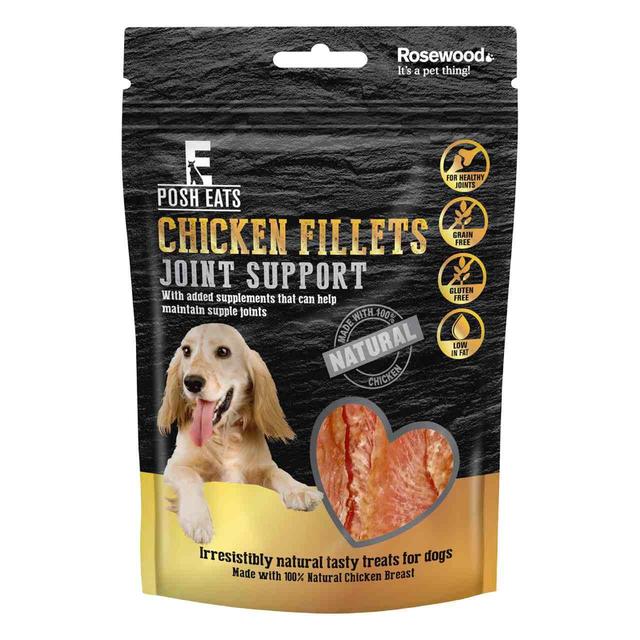 Rosewood
It's a pet thing!
POSH EATS
CHICKEN FILLETS
JOINT SUPPORT
With added supplements that can help
maintain supple joints
FOR HEALTHY
JOINTS
GRAIN
FREE
GLUTEN
FREE
LOW
IN FAT
MADE WITH 100%
NATURAL
CHICKEN
Irresistibly natural tasty treats for dogs
Made with 100% Natural Chicken Breast